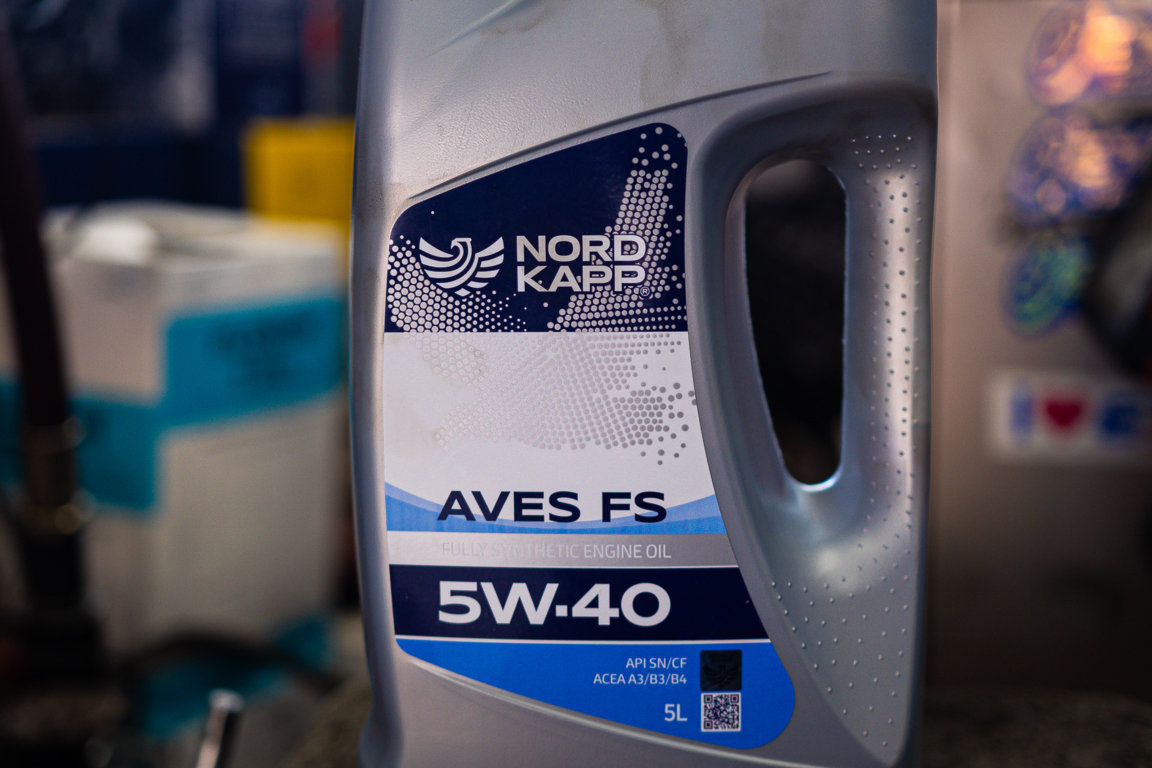 NORD
KAPP®
AVES FS
FULLY SYNTHETIC ENGINE OIL
5W-40
API SN/CF
ACEA A3/B3/B4
5L